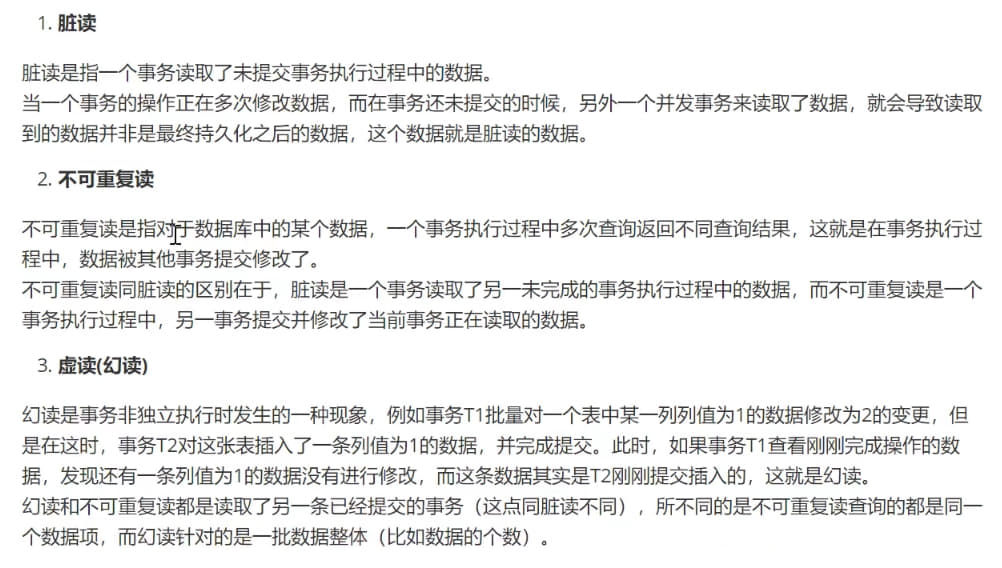 1. 脏读
脏读是指一个事务读取了未提交事务执行过程中的数据。
当一个事务的操作正在多次修改数据，而在事务还未提交的时候，另外一个并发事务来读取了数据，就会导致读取
到的数据并非是最终持久化之后的数据，这个数据就是脏读的数据。
2. 不可重复读
不可重复读是指对于数据库中的某个数据，一个事务执行过程中多次查询返回不同查询结果，这就是在事务执行过
程中，数据被其他事务提交修改了。
不可重复读同脏读的区别在于，脏读是一个事务读取了另一未完成的事务执行过程中的数据，而不可重复读是一个
事务执行过程中，另一事务提交并修改了当前事务正在读取的数据。
3. 虚读(幻读)
幻读是事务非独立执行时发生的一种现象，例如事务T1批量对一个表中某一列列值为1的数据修改为2的变更，但
是在这时，事务T2对这张表插入了一条列值为1的数据，并完成提交。此时，如果事务T1查看刚刚完成操作的数
据，发现还有一条列值为1的数据没有进行修改，而这条数据其实是T2刚刚提交插入的，这就是幻读。
幻读和不可重复读都是读取了另一条已经提交的事务（这点同脏读不同），所不同的是不可重复读查询的都是同一
个数据项，而幻读针对的是一批数据整体（比如数据的个数）。